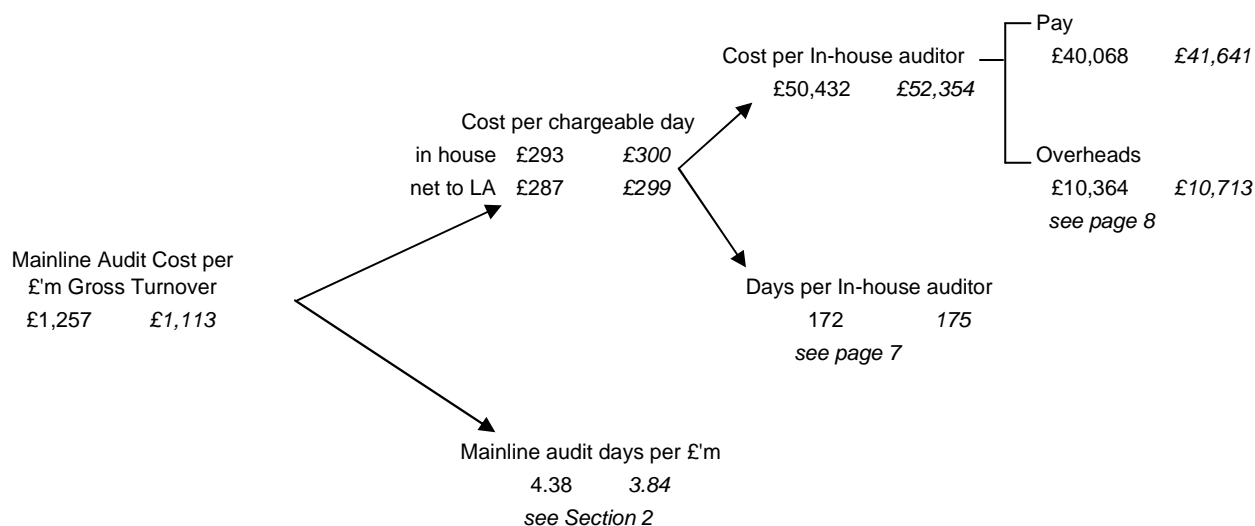 Pay
£40,068 £41,641
Cost per In-house auditor
£50,432 £52,354
Cost per chargeable day
in house £293 £300
net to LA £287 £299
Overheads
£10,364 £10,713
see page 8
Mainline Audit Cost per
£'m Gross Turnover
£1,257 £1,113
Days per In-house auditor
172 175
see page 7
Mainline audit days per £'m
4.38 3.84
see Section 2